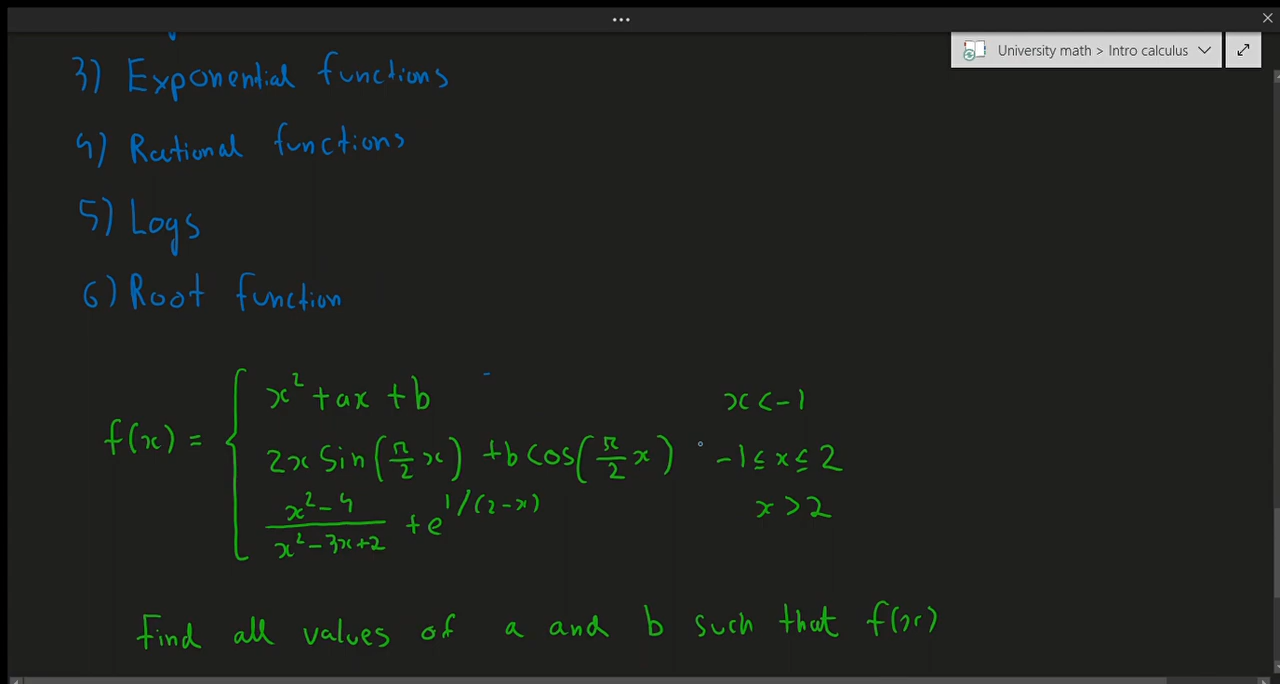 ...
University math > Intro calculus
3) Exponential functions
4) Rational functions
5) Logs
6) Root function
f(x) = { x² + ax + b x < -1
2x sin(π/2 x) + b cos(π/2 x) -1 ≤ x ≤ 2
(x² - 4)/(x² - 3x + 2) + e^(1/(2-x)) x > 2
Find all values of a and b such that f(x)